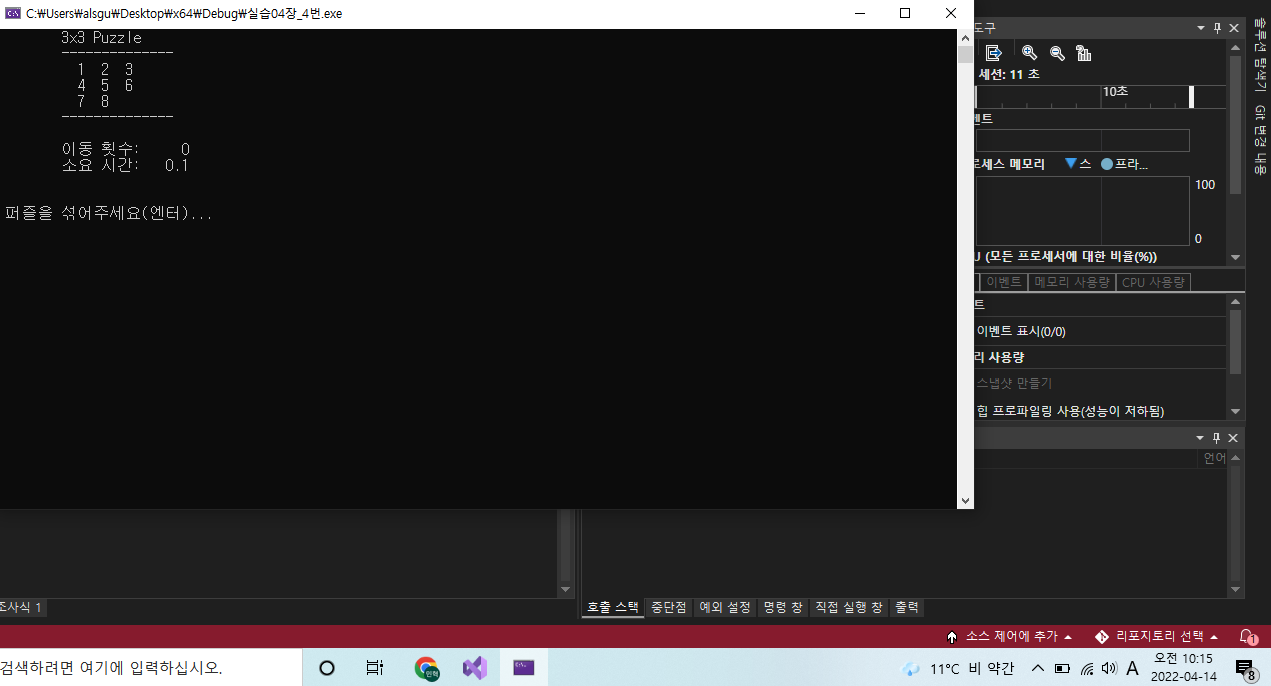 C:\Users\alsgu\Desktop\x64\Debug\실습04장_4번.exe
3x3 Puzzle
--------------
1 2 3
4 5 6
7 8
--------------
이동 횟수: 0
소요 시간: 0.1
퍼즐을 섞어주세요(엔터)...
도구
세션: 11 초
10초
벤트
로세스 메모리 스 프라...
100
0
U (모든 프로세서에 대한 비율(%))
이벤트 메모리 사용량 CPU 사용량
트
이벤트 표시(0/0)
리 사용량
스냅샷 만들기
힙 프로파일링 사용(성능이 저하됨)
언어
솔루션 탐색기
Git 변경 내용
조사식 1
호출 스택 중단점 예외 설정 명령 창 직접 실행 창 출력
소스 제어에 추가 리포지토리 선택 1
검색하려면 여기에 입력하십시오.
민혁
11°C 비 약간 A
오전 10:15
2022-04-14
8